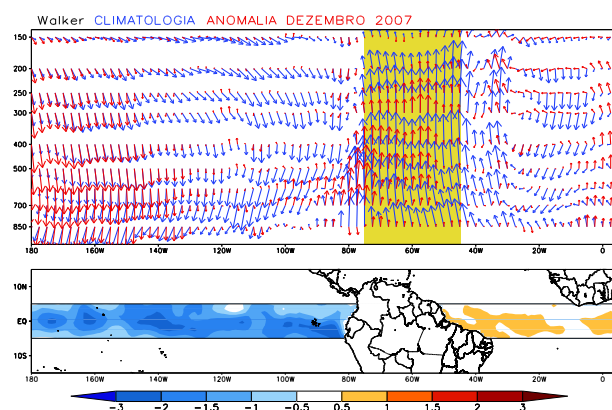 Walker CLIMATOLOGIA ANOMALIA DEZEMBRO 2007
150
200
250
300
400
500
700
850
180 160W 140W 120W 100W 80W 60W 40W 20W 0
10N
EQ
10S
180 160W 140W 120W 100W 80W 60W 40W 20W 0
-3 -2 -1.5 -1 -0.5 0.5 1 1.5 2 3